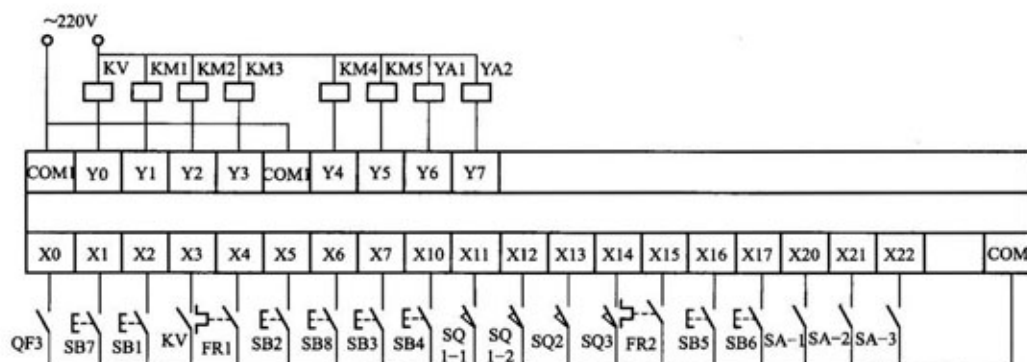 ~220V
KV KM1 KM2 KM3 KM4 KM5 YA1 YA2
COM1 Y0 Y1 Y2 Y3 COM1 Y4 Y5 Y6 Y7
X0 X1 X2 X3 X4 X5 X6 X7 X10 X11 X12 X13 X14 X15 X16 X17 X20 X21 X22 COM
QF3 SB7 SB1 KV FR1 SB2 SB8 SB3 SB4 SQ 1-1 SQ 1-2 SQ2 SQ3 FR2 SB5 SB6 SA-1 SA-2 SA-3